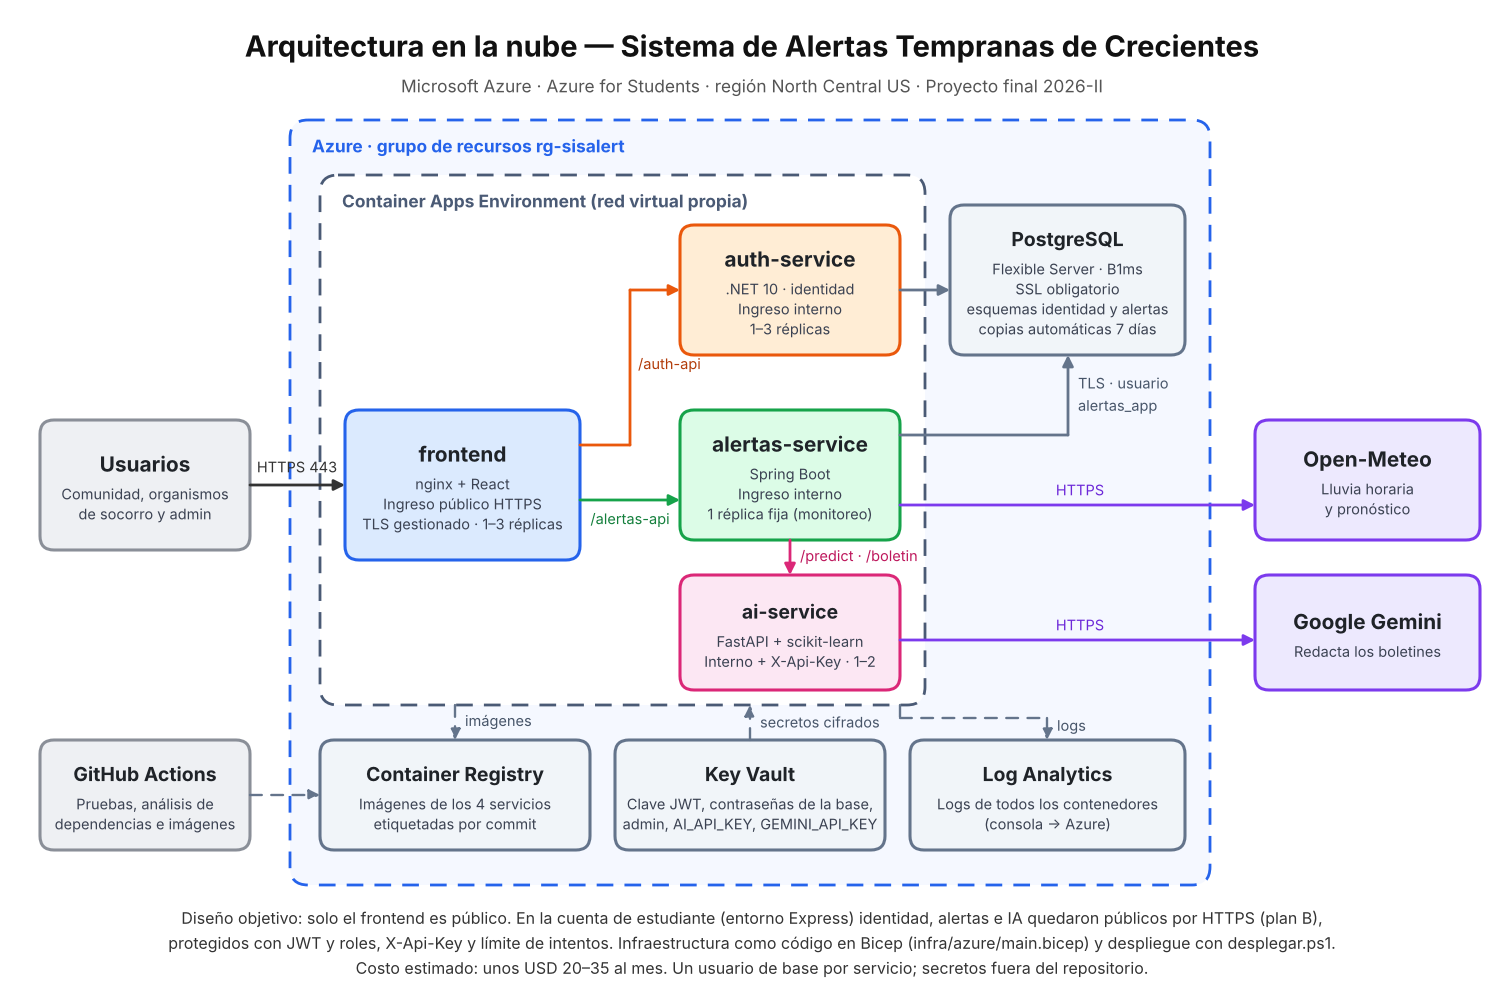 Arquitectura en la nube — Sistema de Alertas Tempranas de Crecientes
Microsoft Azure · Azure for Students · región North Central US · Proyecto final 2026-II
Azure · grupo de recursos rg-sisalert
Container Apps Environment (red virtual propia)
auth-service
.NET 10 · identidad
Ingreso interno
1–3 réplicas
PostgreSQL
Flexible Server · B1ms
SSL obligatorio
esquemas identidad y alertas
copias automáticas 7 días
/auth-api
TLS · usuario
alertas_app
Usuarios
Comunidad, organismos
de socorro y admin
HTTPS 443
frontend
nginx + React
Ingreso público HTTPS
TLS gestionado · 1–3 réplicas
/alertas-api
alertas-service
Spring Boot
Ingreso interno
1 réplica fija (monitoreo)
HTTPS
Open-Meteo
Lluvia horaria
y pronóstico
/predict · /boletin
ai-service
FastAPI + scikit-learn
Interno + X-Api-Key · 1–2
HTTPS
Google Gemini
Redacta los boletines
imágenes
secretos cifrados
logs
GitHub Actions
Pruebas, análisis de
dependencias e imágenes
Container Registry
Imágenes de los 4 servicios
etiquetadas por commit
Key Vault
Clave JWT, contraseñas de la base,
admin, AI_API_KEY, GEMINI_API_KEY
Log Analytics
Logs de todos los contenedores
(consola → Azure)
Diseño objetivo: solo el frontend es público. En la cuenta de estudiante (entorno Express) identidad, alertas e IA quedaron públicos por HTTPS (plan B),
protegidos con JWT y roles, X-Api-Key y límite de intentos. Infraestructura como código en Bicep (infra/azure/main.bicep) y despliegue con desplegar.ps1.
Costo estimado: unos USD 20–35 al mes. Un usuario de base por servicio; secretos fuera del repositorio.